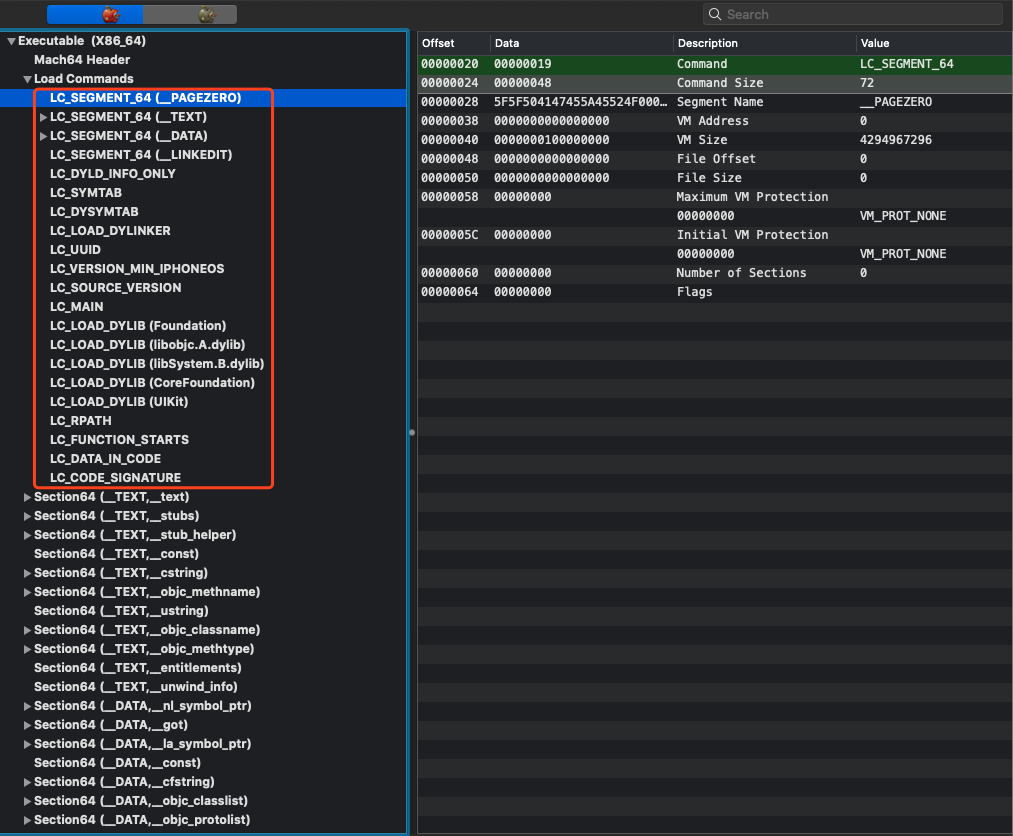 Search
Executable (X86_64)
Mach64 Header
Load Commands
LC_SEGMENT_64 (__PAGEZERO)
LC_SEGMENT_64 (__TEXT)
LC_SEGMENT_64 (__DATA)
LC_SEGMENT_64 (__LINKEDIT)
LC_DYLD_INFO_ONLY
LC_SYMTAB
LC_DYSYMTAB
LC_LOAD_DYLINKER
LC_UUID
LC_VERSION_MIN_IPHONEOS
LC_SOURCE_VERSION
LC_MAIN
LC_LOAD_DYLIB (Foundation)
LC_LOAD_DYLIB (libobjc.A.dylib)
LC_LOAD_DYLIB (libSystem.B.dylib)
LC_LOAD_DYLIB (CoreFoundation)
LC_LOAD_DYLIB (UIKit)
LC_RPATH
LC_FUNCTION_STARTS
LC_DATA_IN_CODE
LC_CODE_SIGNATURE
Section64 (__TEXT,__text)
Section64 (__TEXT,__stubs)
Section64 (__TEXT,__stub_helper)
Section64 (__TEXT,__const)
Section64 (__TEXT,__cstring)
Section64 (__TEXT,__objc_methname)
Section64 (__TEXT,__ustring)
Section64 (__TEXT,__objc_classname)
Section64 (__TEXT,__objc_methtype)
Section64 (__TEXT,__entitlements)
Section64 (__TEXT,__unwind_info)
Section64 (__DATA,__nl_symbol_ptr)
Section64 (__DATA,__got)
Section64 (__DATA,__la_symbol_ptr)
Section64 (__DATA,__const)
Section64 (__DATA,__cfstring)
Section64 (__DATA,__objc_classlist)
Section64 (__DATA,__objc_protolist)
Offset Data Description Value
00000020 00000019 Command LC_SEGMENT_64
00000024 00000048 Command Size 72
00000028 5F5F504147455A45524F000… Segment Name __PAGEZERO
00000038 0000000000000000 VM Address 0
00000040 0000000100000000 VM Size 4294967296
00000048 0000000000000000 File Offset 0
00000050 0000000000000000 File Size 0
00000058 00000000 Maximum VM Protection
00000000 VM_PROT_NONE
0000005C 00000000 Initial VM Protection
00000000 VM_PROT_NONE
00000060 00000000 Number of Sections 0
00000064 00000000 Flags